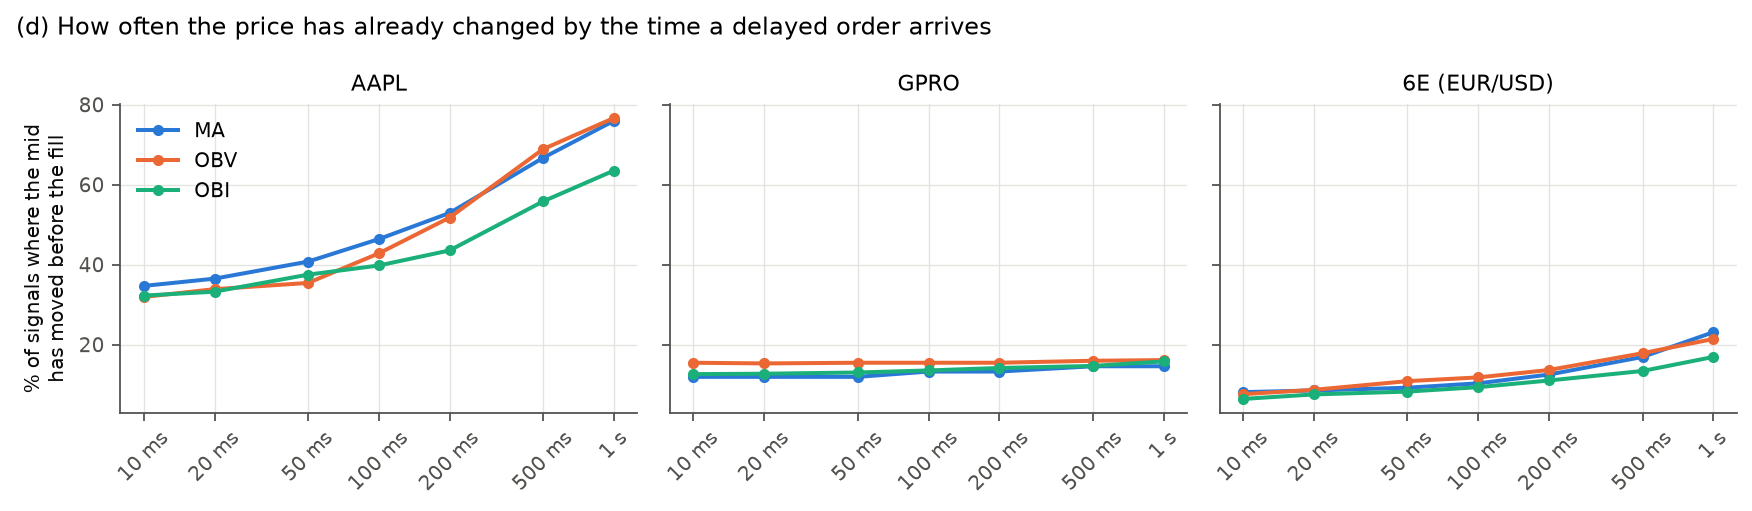 (d) How often the price has already changed by the time a delayed order arrives
AAPL
GPRO
6E (EUR/USD)
% of signals where the mid
has moved before the fill
80
60
40
20
MA
OBV
OBI
10 ms
20 ms
50 ms
100 ms
200 ms
500 ms
1 s
10 ms
20 ms
50 ms
100 ms
200 ms
500 ms
1 s
10 ms
20 ms
50 ms
100 ms
200 ms
500 ms
1 s